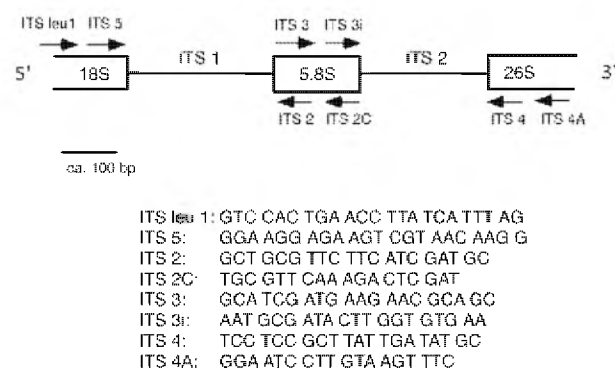 ITS leu1 ITS 5 ITS 3 ITS 3i
ITS 1 ITS 2
5' 18S 5.8S 26S 3'
ITS 2 ITS 2C ITS 4 ITS 4A
ca. 100 bp
ITS leu 1: GTC CAC TGA ACC TTA TCA TTT AG
ITS 5: GGA AGG AGA AGT CGT AAC AAG G
ITS 2: GCT GCG TTC TTC ATC GAT GC
ITS 2C: TGC GTT CAA AGA CTC GAT
ITS 3: GCA TCG ATG AAG AAC GCA GC
ITS 3i: AAT GCG ATA CTT GGT GTG AA
ITS 4: TCC TCC GCT TAT TGA TAT GC
ITS 4A: GGA ATC CTT GTA AGT TTC